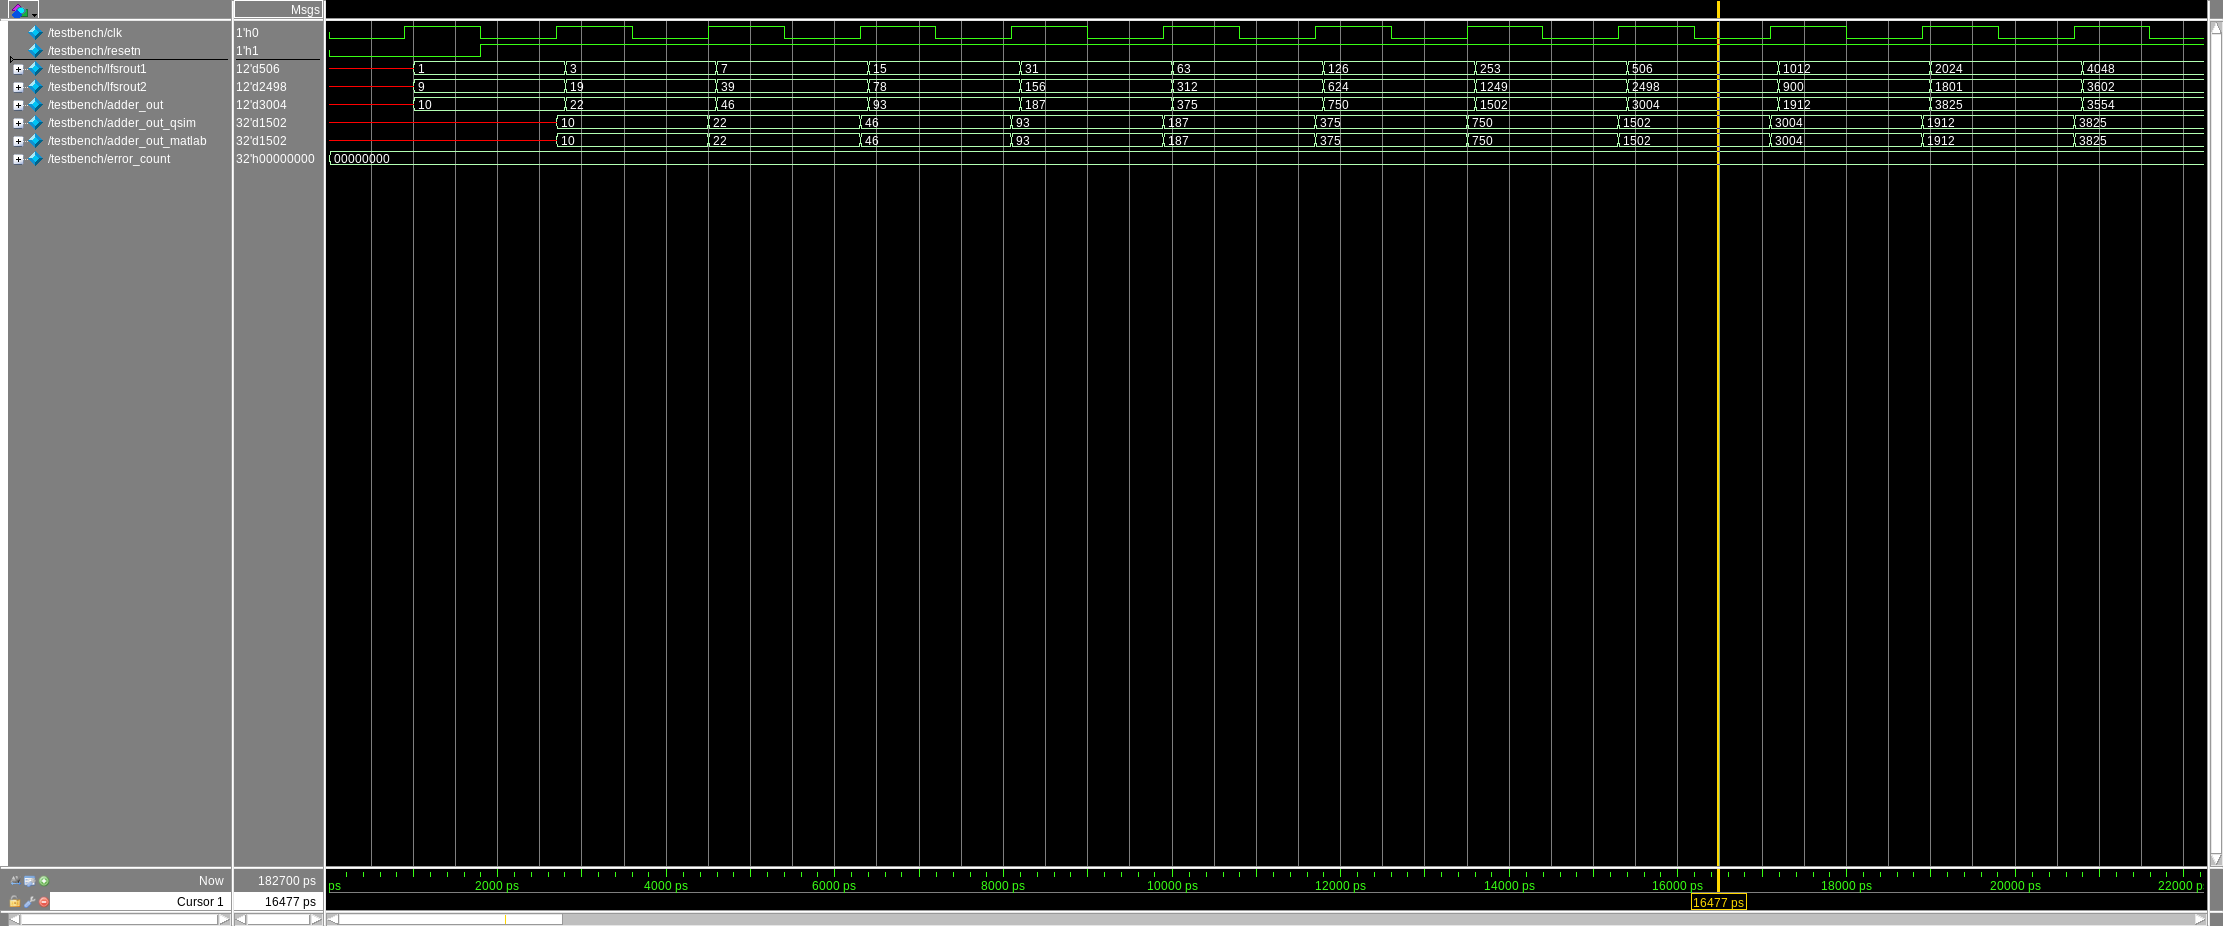 Msgs
/testbench/clk 1'h0
/testbench/resetn 1'h1
/testbench/lfsrout1 12'd506 1 3 7 15 31 63 126 253 506 1012 2024 4048
/testbench/lfsrout2 12'd2498 9 19 39 78 156 312 624 1249 2498 900 1801 3602
/testbench/adder_out 12'd3004 10 22 46 93 187 375 750 1502 3004 1912 3825 3554
/testbench/adder_out_qsim 32'd1502 10 22 46 93 187 375 750 1502 3004 1912 3825
/testbench/adder_out_matlab 32'd1502 10 22 46 93 187 375 750 1502 3004 1912 3825
/testbench/error_count 32'h00000000 00000000
Now 182700 ps ps 2000 ps 4000 ps 6000 ps 8000 ps 10000 ps 12000 ps 14000 ps 16000 ps 18000 ps 20000 ps 22000 p
Cursor 1 16477 ps 16477 ps